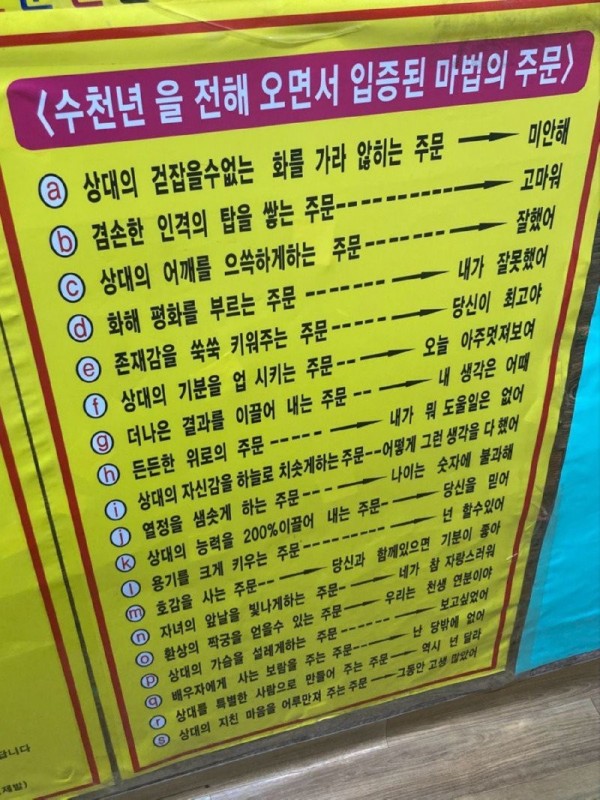 〈수천년 을 전해 오면서 입증된 마법의 주문〉
ⓐ 상대의 걷잡을수없는 화를 가라 않히는 주문 → 미안해
ⓑ 겸손한 인격의 탑을 쌓는 주문 → 고마워
ⓒ 상대의 어깨를 으쓱하게하는 주문 → 잘했어
ⓓ 화해 평화를 부르는 주문 → 내가 잘못했어
ⓔ 존재감을 쑥쑥 키워주는 주문 → 당신이 최고야
ⓕ 상대의 기분을 업 시키는 주문 → 오늘 아주멋져보여
ⓖ 더나은 결과를 이끌어 내는 주문 → 내 생각은 어때
ⓗ 든든한 위로의 주문 → 내가 뭐 도울일은 없어
ⓘ 상대의 자신감을 하늘로 치솟게하는 주문 --- 어떻게 그런 생각을 다 했어
ⓙ 열정을 샘솟게 하는 주문 → 나이는 숫자에 불과해
ⓚ 상대의 능력을 200%이끌어 내는 주문 → 당신을 믿어
ⓛ 용기를 크게 키우는 주문 → 넌 할수있어
ⓜ 호감을 사는 주문 → 당신과 함께있으면 기분이 좋아
ⓝ 자녀의 앞날을 빛나게하는 주문 → 네가 참 자랑스러워
ⓞ 환상의 짝궁을 얻을수 있는 주문 → 우리는 천생 연분이야
ⓟ 상대의 가슴을 설레게하는 주문 → 보고싶었어
ⓠ 배우자에게 사는 보람을 주는 주문 → 난 당밖에 없어
ⓡ 상대를 특별한 사람으로 만들어 주는 주문 → 역시 넌 달라
ⓢ 상대의 지친 마음을 어루만져 주는 주문 → 그동안 고생 많았어